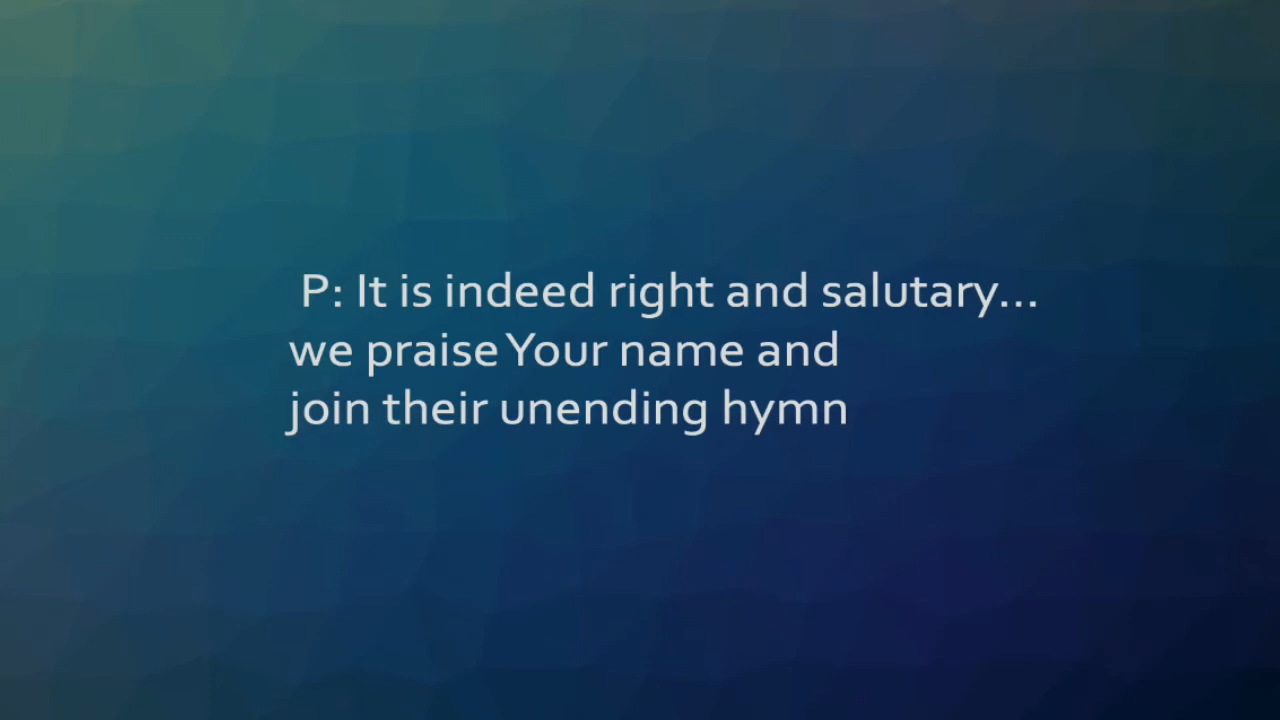 P: It is indeed right and salutary...
we praise Your name and
join their unending hymn